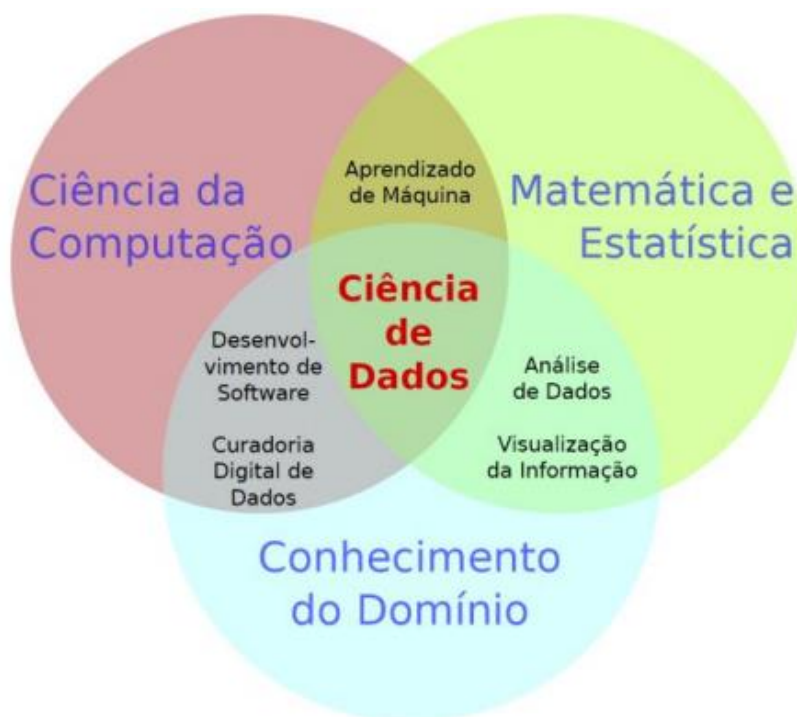 Ciência da
Computação
Aprendizado
de Máquina
Matemática e
Estatística
Ciência
de
Dados
Desenvol-
vimento de
Software
Curadoria
Digital de
Dados
Análise
de Dados
Visualização
da Informação
Conhecimento
do Domínio